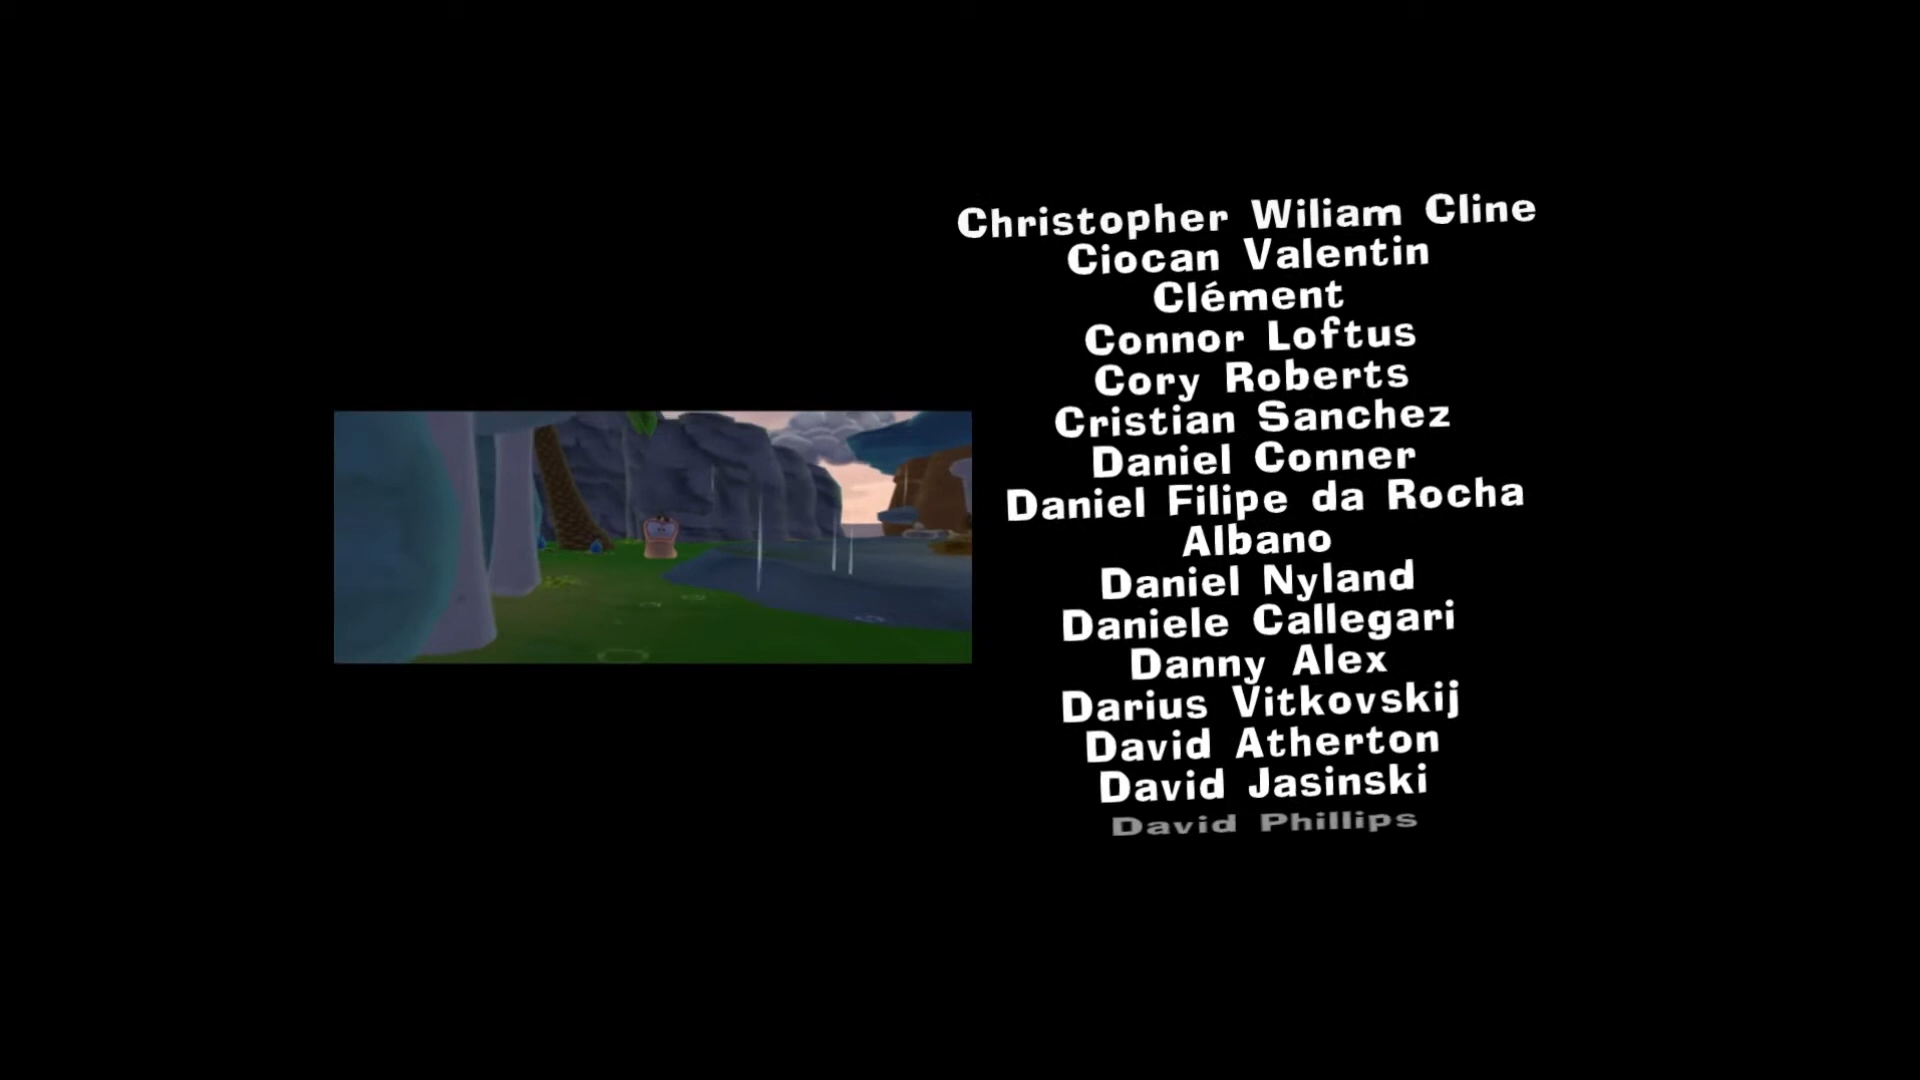 Christopher Wiliam Cline
Ciocan Valentin
Clément
Connor Loftus
Cory Roberts
Cristian Sanchez
Daniel Conner
Daniel Filipe da Rocha
Albano
Daniel Nyland
Daniele Callegari
Danny Alex
Darius Vitkovskij
David Atherton
David Jasinski
David Phillips